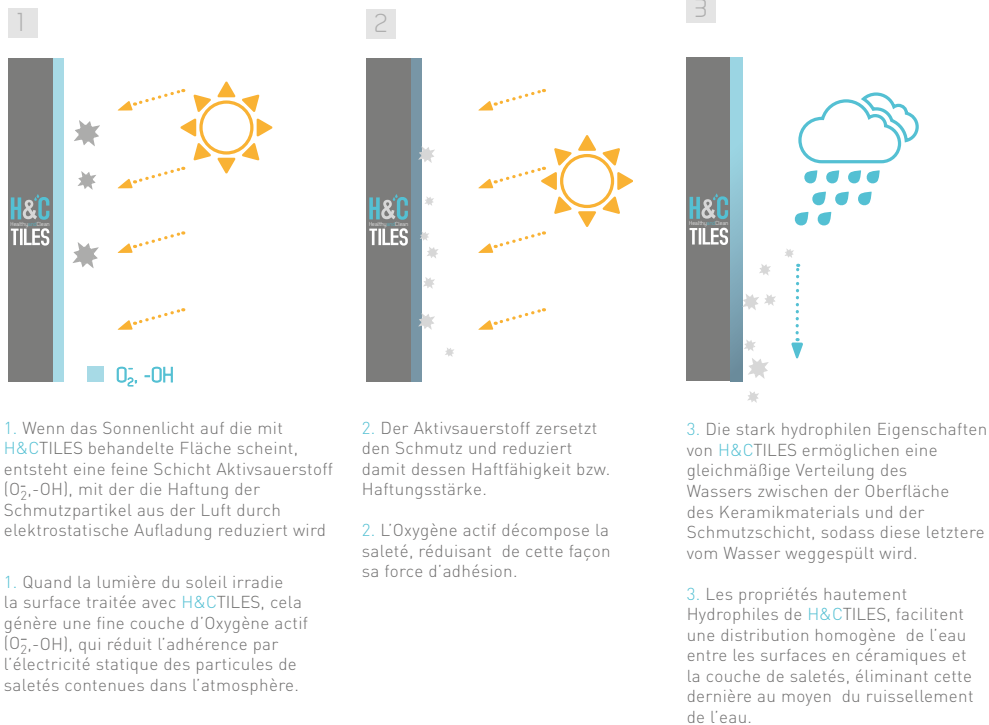 1
2
3
H&C
Healthy and Clean
TILES
H&C
Healthy and Clean
TILES
H&C
Healthy and Clean
TILES
O₂⁻, -OH
1. Wenn das Sonnenlicht auf die mit
H&CTILES behandelte Fläche scheint,
entsteht eine feine Schicht Aktivsauerstoff
(O₂⁻,-OH), mit der die Haftung der
Schmutzpartikel aus der Luft durch
elektrostatische Aufladung reduziert wird
1. Quand la lumière du soleil irradie
la surface traitée avec H&CTILES, cela
génère une fine couche d'Oxygène actif
(O₂⁻,-OH), qui réduit l'adhérence par
l'électricité statique des particules de
saletés contenues dans l'atmosphère.
2. Der Aktivsauerstoff zersetzt
den Schmutz und reduziert
damit dessen Haftfähigkeit bzw.
Haftungsstärke.
2. L'Oxygène actif décompose la
saleté, réduisant de cette façon
sa force d'adhésion.
3. Die stark hydrophilen Eigenschaften
von H&CTILES ermöglichen eine
gleichmäßige Verteilung des
Wassers zwischen der Oberfläche
des Keramikmaterials und der
Schmutzschicht, sodass diese letztere
vom Wasser weggespült wird.
3. Les propriétés hautement
Hydrophiles de H&CTILES, facilitent
une distribution homogène de l'eau
entre les surfaces en céramiques et
la couche de saletés, éliminant cette
dernière au moyen du ruissellement
de l'eau.